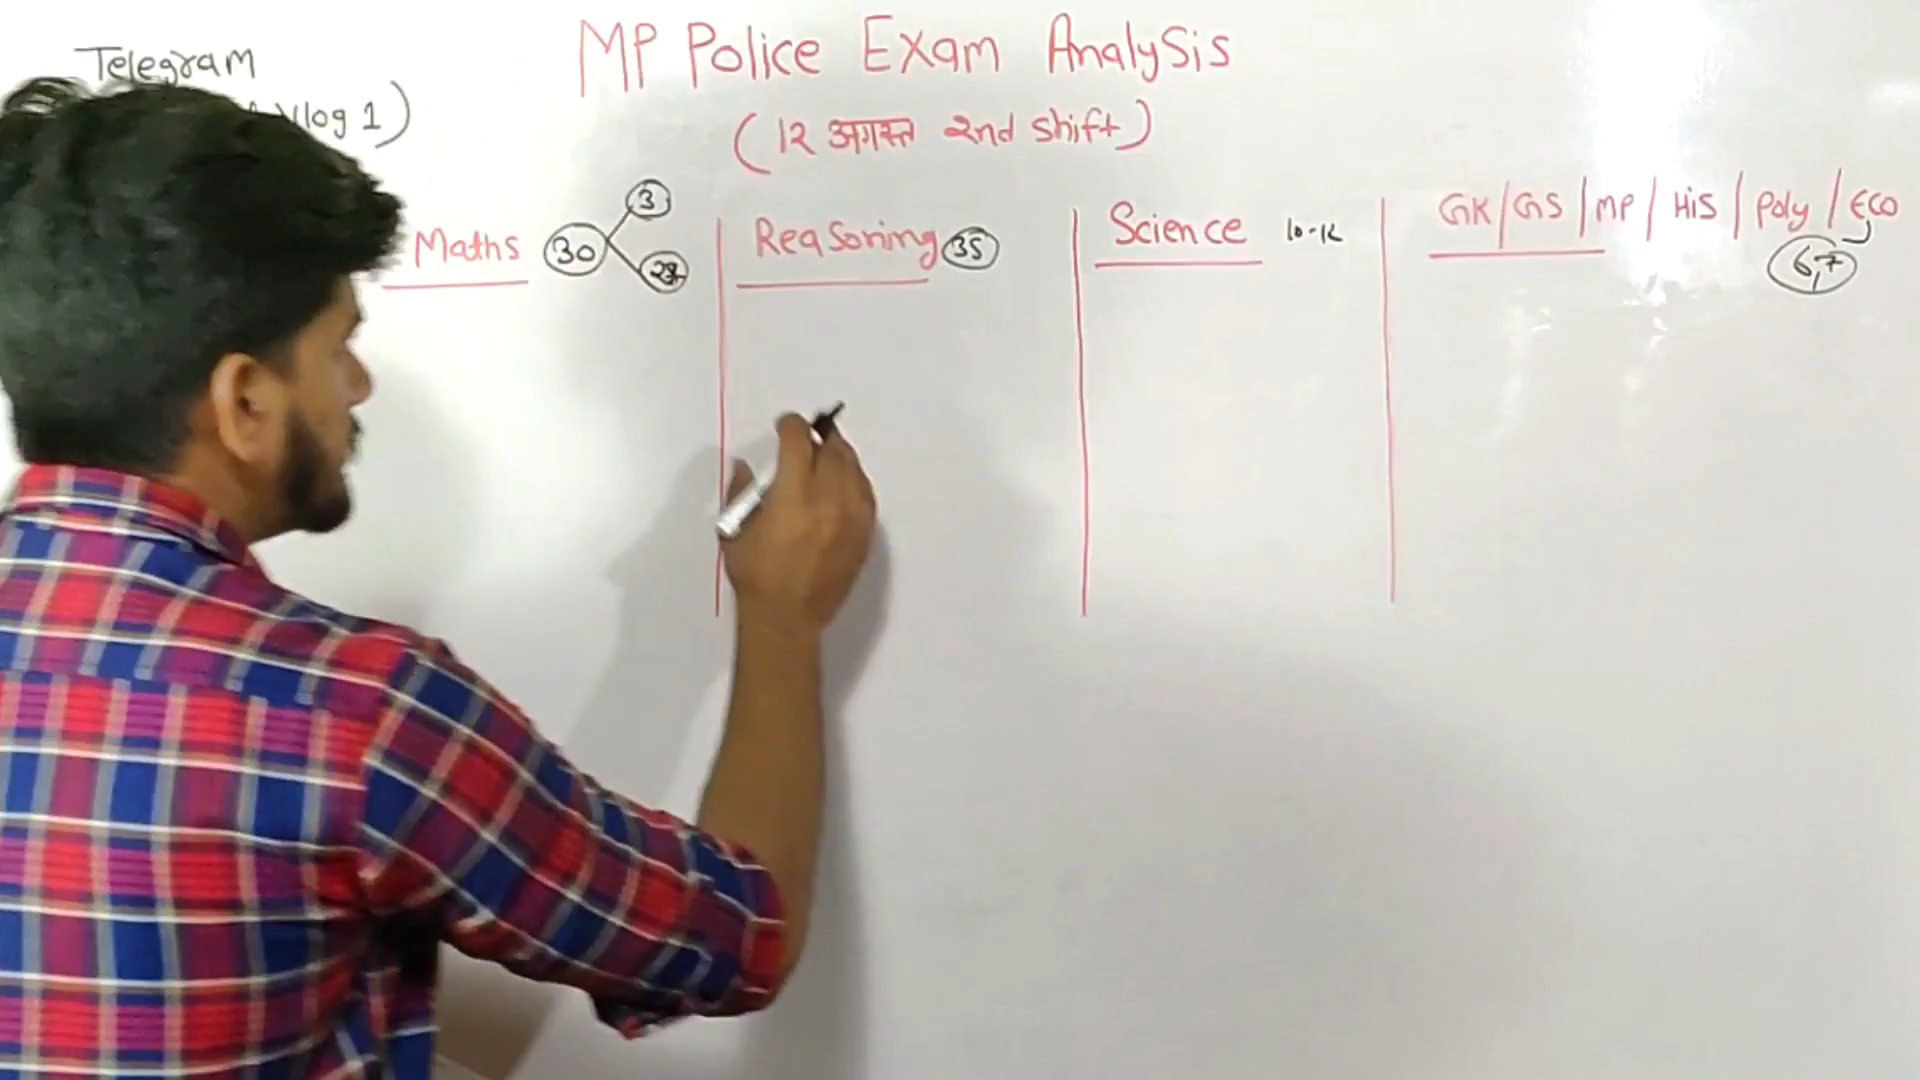 Telegram
Vlog 1)
MP Police Exam Analysis
(12 अगस्त 2nd Shift)
Maths 30 3
Reasoning 35
Science 10-12
GK/GS/MP/HiS/Poly/ECO
6,7